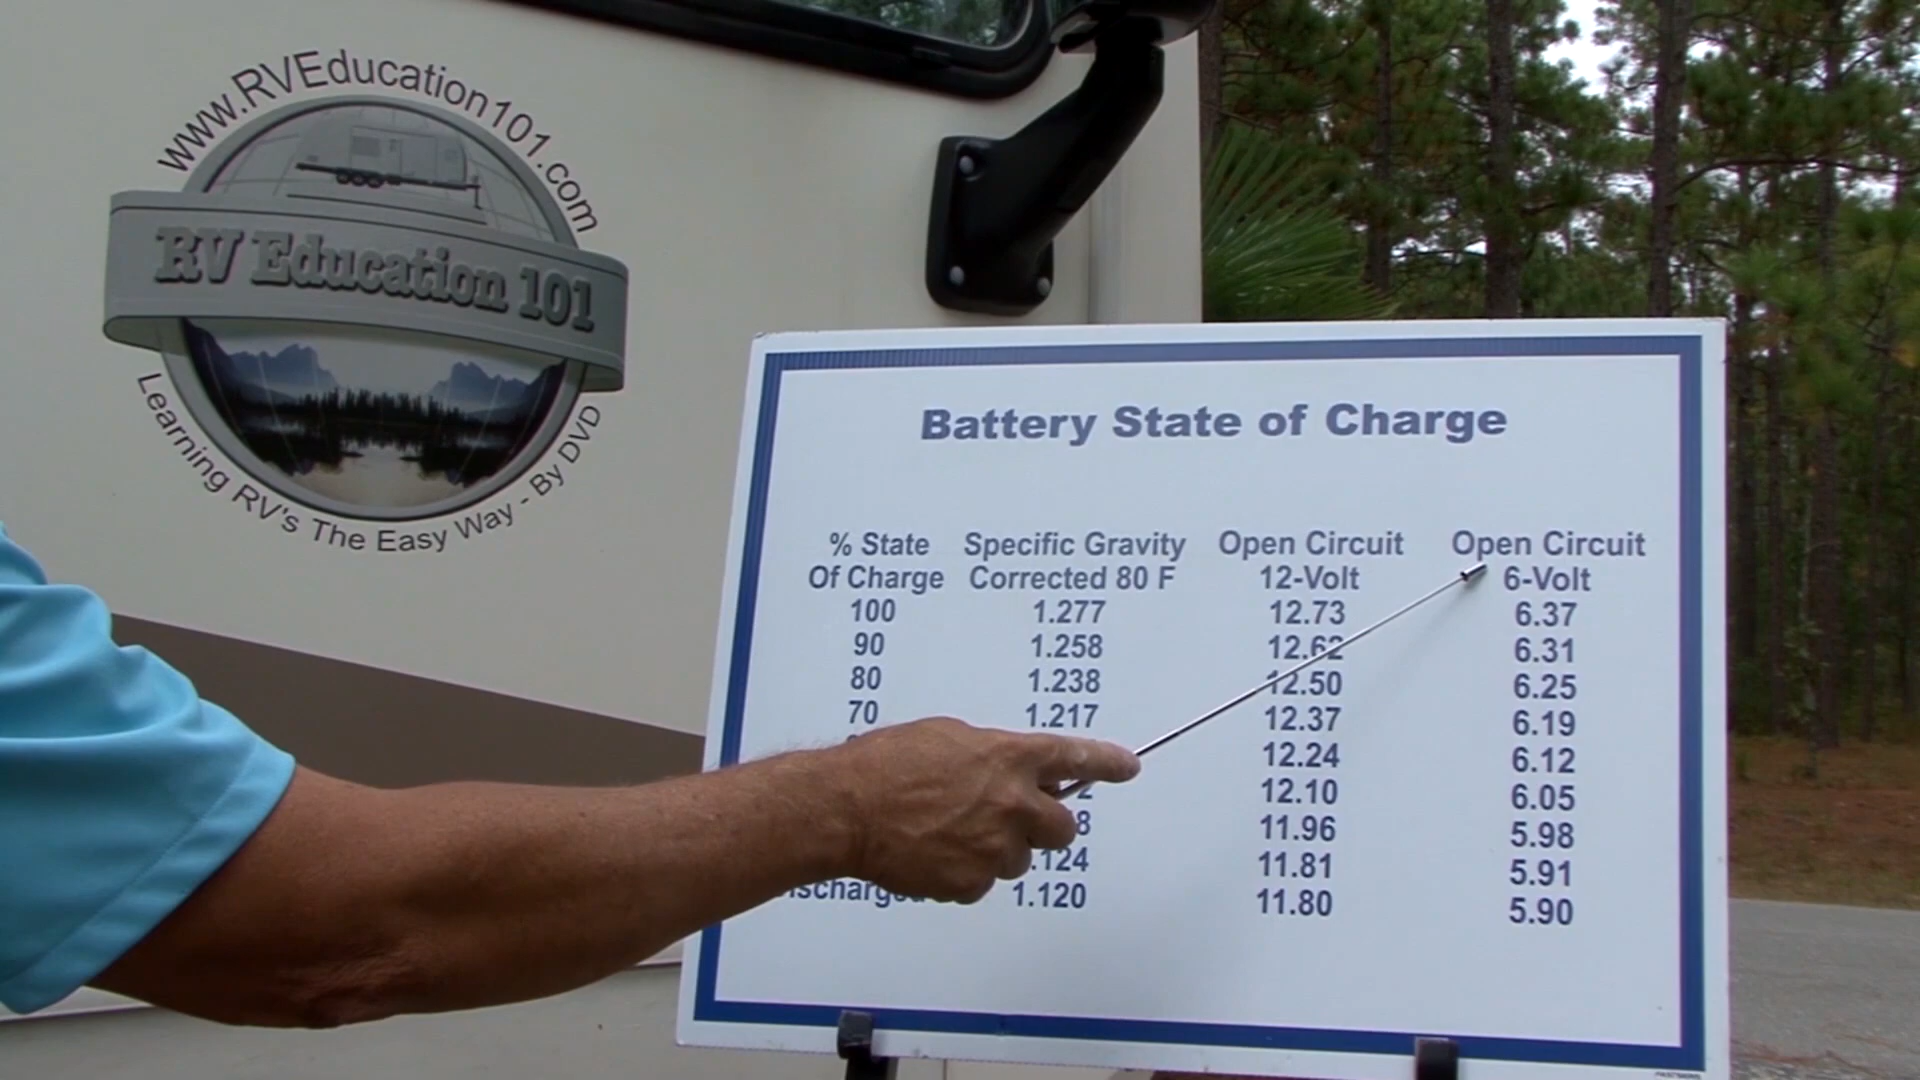 www.RVEducation101.com
RV Education 101
Learning RV's The Easy Way - By DVD
Battery State of Charge
% State Specific Gravity Open Circuit Open Circuit
Of Charge Corrected 80 F 12-Volt 6-Volt
100 1.277 12.73 6.37
90 1.258 12.62 6.31
80 1.238 12.50 6.25
70 1.217 12.37 6.19
12.24 6.12
12.10 6.05
11.96 5.98
.124 11.81 5.91
1.120 11.80 5.90